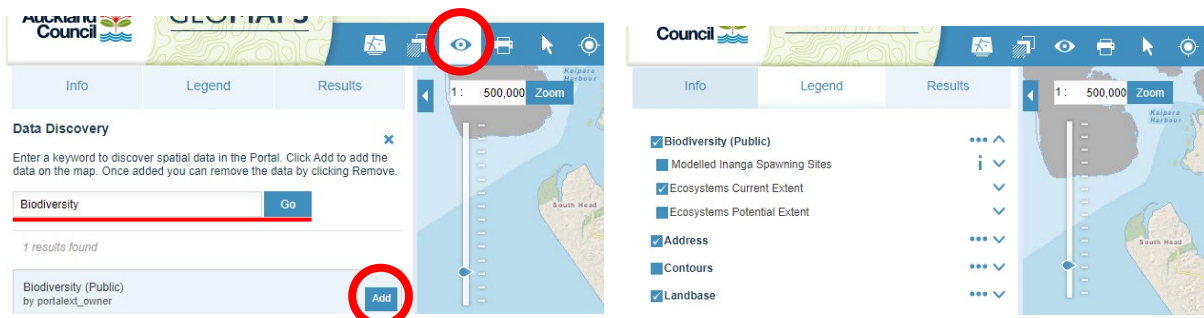 Auckland
Council
GEOMAPS
Info Legend Results
1: 500,000 Zoom
Kaipara
Harbour
Data Discovery
Enter a keyword to discover spatial data in the Portal. Click Add to add the
data on the map. Once added you can remove the data by clicking Remove.
Biodiversity Go
South Head
1 results found
Biodiversity (Public)
by portalext_owner
Add
Council
Info Legend Results
1: 500,000 Zoom
Kaipara
Harbour
Biodiversity (Public)
Modelled Inanga Spawning Sites
Ecosystems Current Extent
Ecosystems Potential Extent
Address
Contours
Landbase
South Head